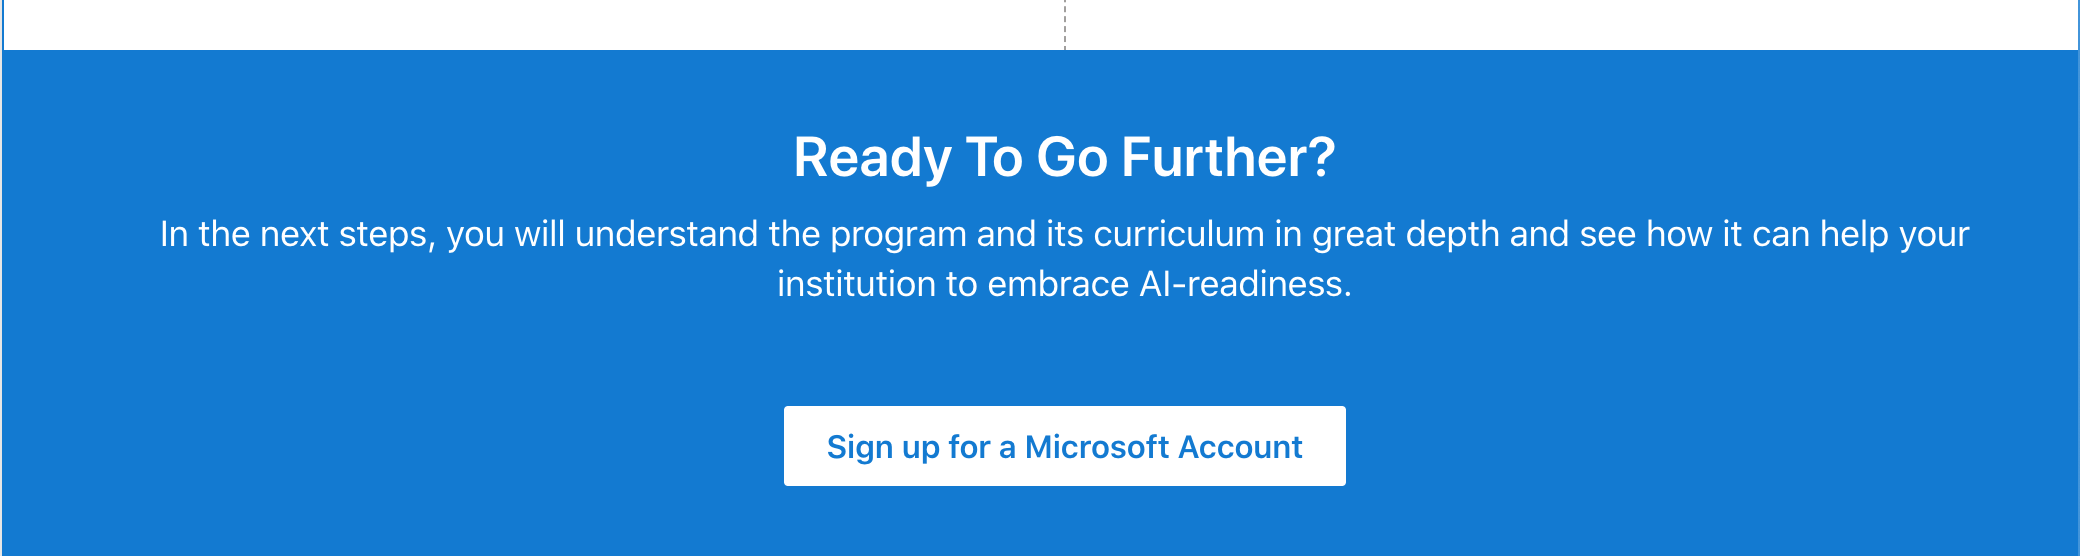 Ready To Go Further?
In the next steps, you will understand the program and its curriculum in great depth and see how it can help your
institution to embrace AI-readiness.
Sign up for a Microsoft Account